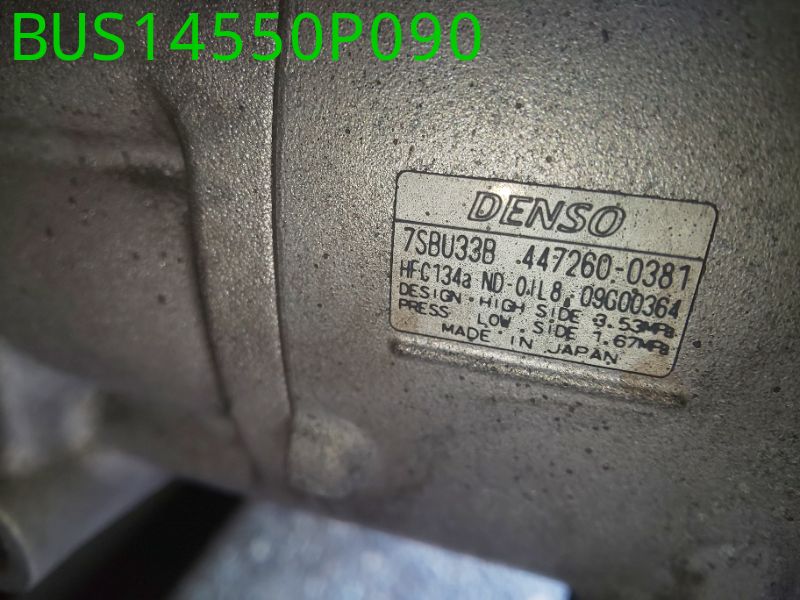 BUS14550P090
DENSO
7SBU33B 447260-0381
HFC134a ND-OIL8, 09G00364
DESIGN HIGH SIDE 3.53MPa
PRESS LOW SIDE 1.67MPa
MADE IN JAPAN